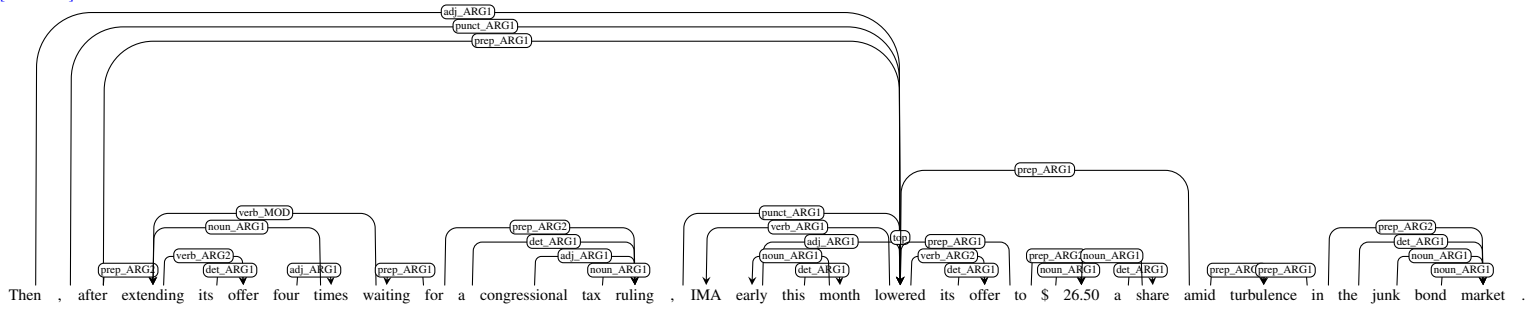 adj_ARG1
punct_ARG1
prep_ARG1
prep_ARG1
verb_MOD punct_ARG1
noun_ARG1 prep_ARG2 verb_ARG1 prep_ARG2
det_ARG1 adj_ARG1 top prep_ARG1 det_ARG1
verb_ARG2 adj_ARG1 noun_ARG1 verb_ARG2 noun_ARG1 noun_ARG1
prep_ARG2 det_ARG1 adj_ARG1 prep_ARG1 noun_ARG1 det_ARG1 det_ARG1 noun_ARG1 det_ARG1 prep_ARG1 noun_ARG1
Then , after extending its offer four times waiting for a congressional tax ruling , IMA early this month lowered its offer to $ 26.50 a share amid turbulence in the junk bond market .